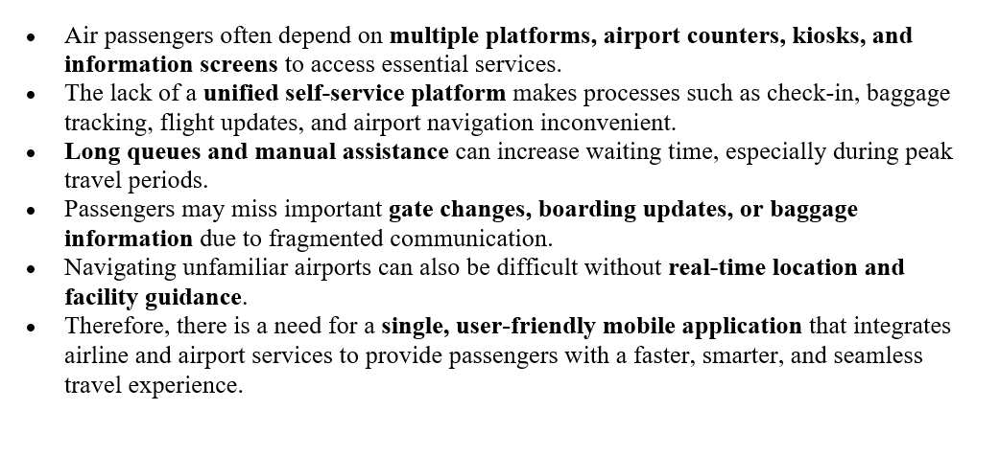 • Air passengers often depend on multiple platforms, airport counters, kiosks, and
information screens to access essential services.
• The lack of a unified self-service platform makes processes such as check-in, baggage
tracking, flight updates, and airport navigation inconvenient.
• Long queues and manual assistance can increase waiting time, especially during peak
travel periods.
• Passengers may miss important gate changes, boarding updates, or baggage
information due to fragmented communication.
• Navigating unfamiliar airports can also be difficult without real-time location and
facility guidance.
• Therefore, there is a need for a single, user-friendly mobile application that integrates
airline and airport services to provide passengers with a faster, smarter, and seamless
travel experience.